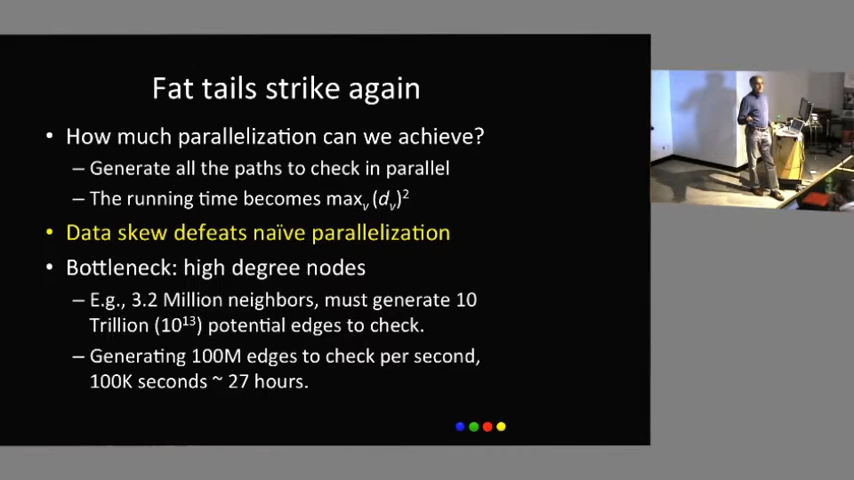 Fat tails strike again
• How much parallelization can we achieve?
– Generate all the paths to check in parallel
– The running time becomes maxᵥ (dᵥ)²
• Data skew defeats naïve parallelization
• Bottleneck: high degree nodes
– E.g., 3.2 Million neighbors, must generate 10
Trillion (10¹³) potential edges to check.
– Generating 100M edges to check per second,
100K seconds ~ 27 hours.